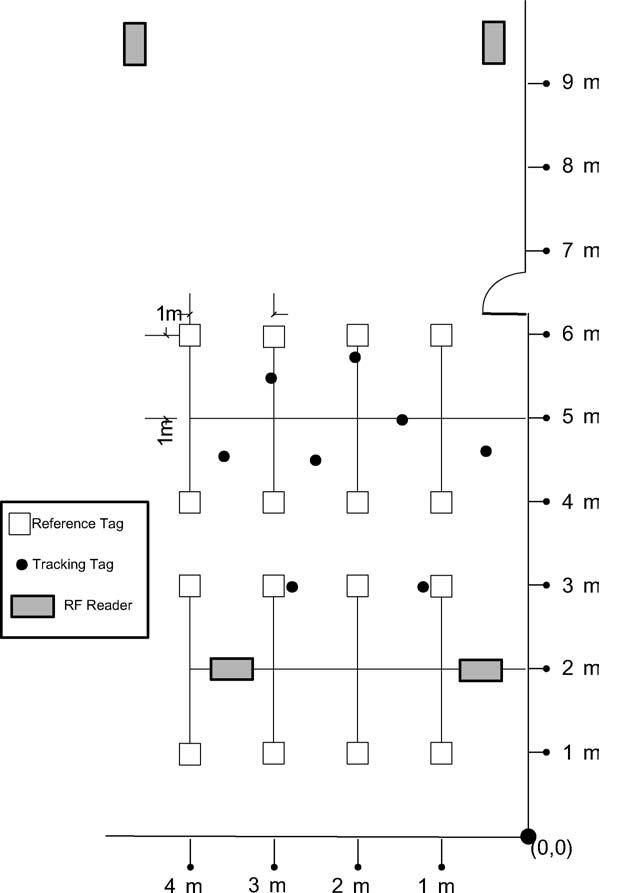 9 m
8 m
7 m
1m
6 m
5 m
1m
4 m
Reference Tag
Tracking Tag
3 m
RF Reader
2 m
1 m
(0,0)
4 m
3 m
2 m
1 m